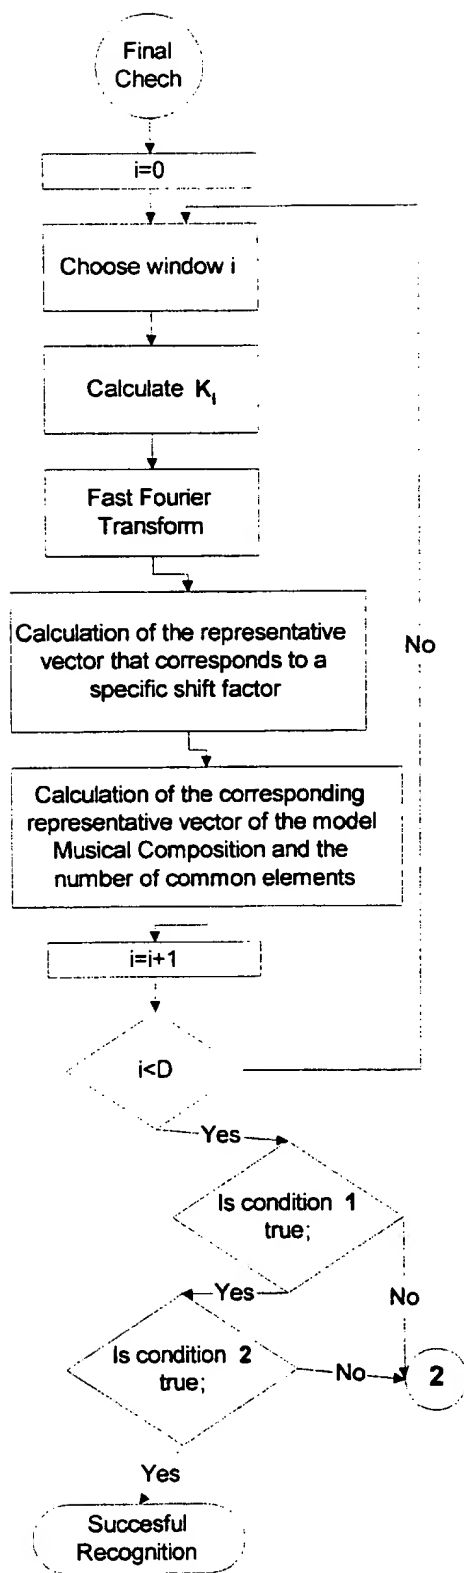 Final
Chech
i=0
Choose window i
Calculate K_i
Fast Fourier
Transform
Calculation of the representative
vector that corresponds to a
specific shift factor
No
Calculation of the corresponding
representative vector of the model
Musical Composition and the
number of common elements
i=i+1
i<D
Yes
Is condition 1
true;
Yes
No
Is condition 2
true;
No
2
Yes
Succesful
Recognition